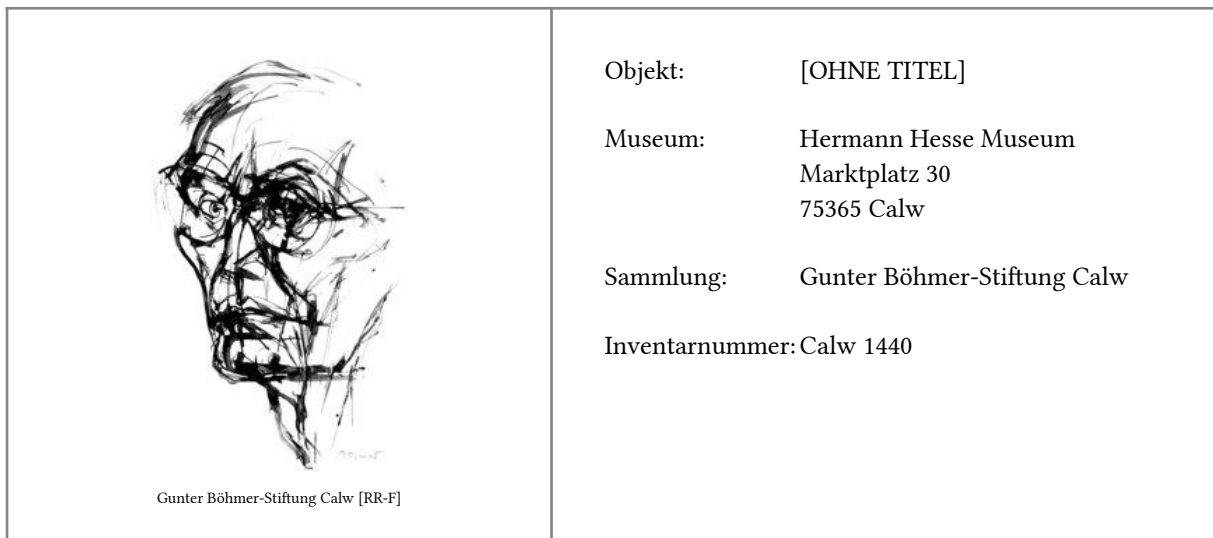 Objekt: [OHNE TITEL]
Museum: Hermann Hesse Museum
Marktplatz 30
75365 Calw
Sammlung: Gunter Böhmer-Stiftung Calw
Inventarnummer: Calw 1440
Gunter Böhmer-Stiftung Calw [RR-F]